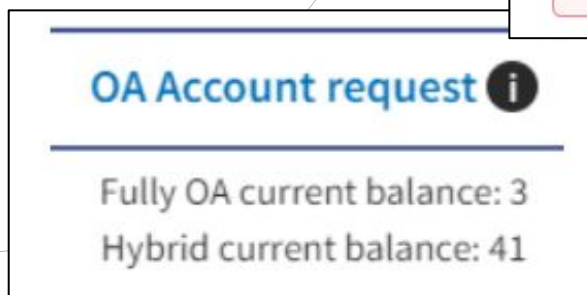 OA Account request i
Fully OA current balance: 3
Hybrid current balance: 41